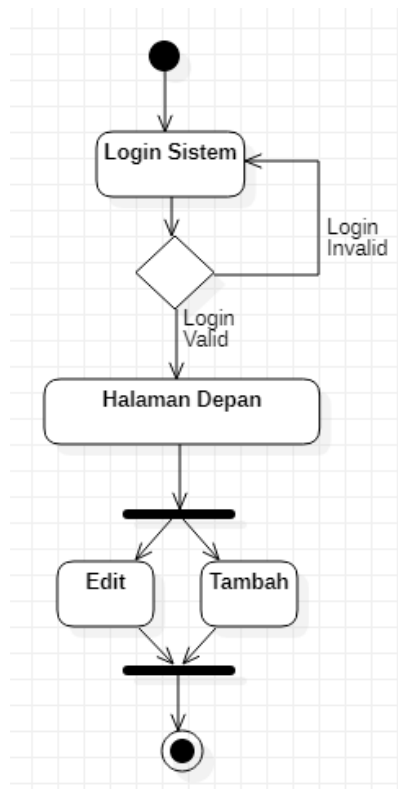 Login Sistem
Login
Invalid
Login
Valid
Halaman Depan
Edit
Tambah